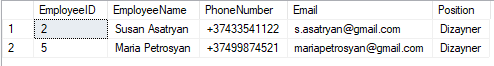 EmployeeID EmployeeName PhoneNumber Email Position
1 2 Susan Asatryan +37433541122 s.asatryan@gmail.com Dizayner
2 5 Maria Petrosyan +37499874521 mariapetrosyan@gmail.com Dizayner